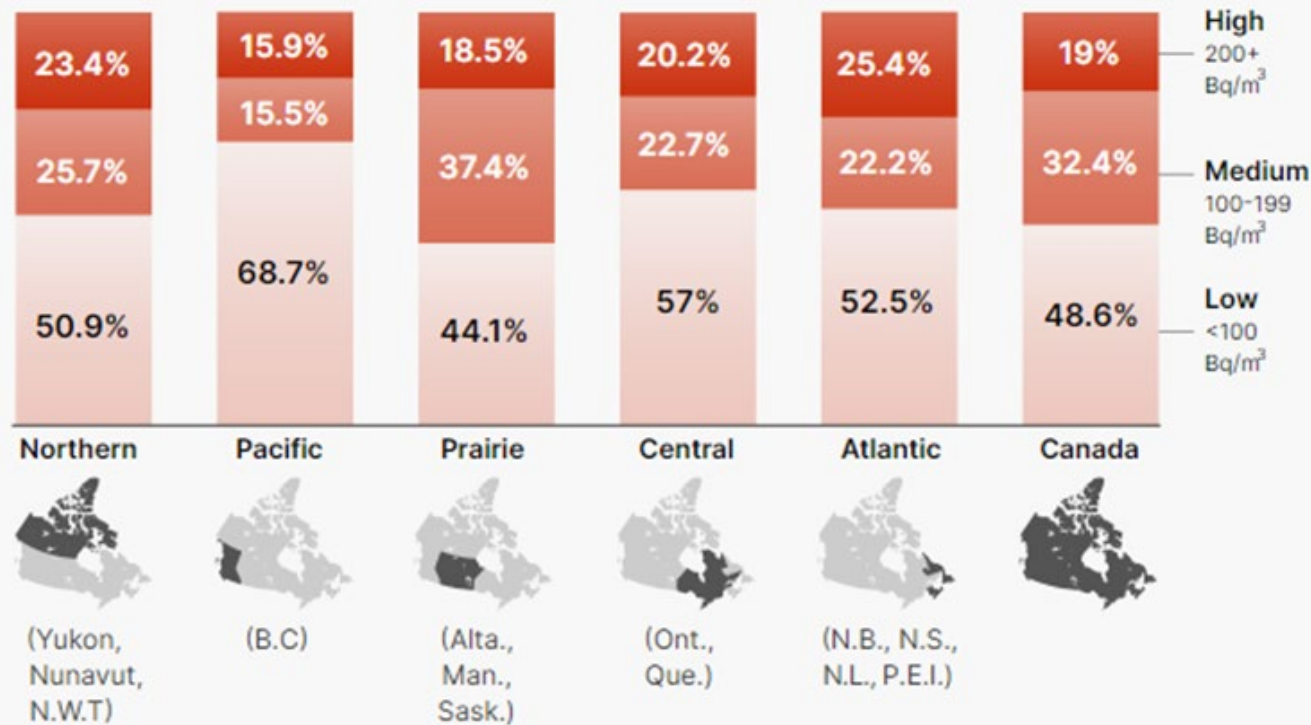 23.4%
25.7%
50.9%
15.9%
15.5%
68.7%
18.5%
37.4%
44.1%
20.2%
22.7%
57%
25.4%
22.2%
52.5%
19%
32.4%
48.6%
High
200+
Bq/m³
Medium
100-199
Bq/m³
Low
<100
Bq/m³
Northern
Pacific
Prairie
Central
Atlantic
Canada
(Yukon,
Nunavut,
N.W.T)
(B.C)
(Alta.,
Man.,
Sask.)
(Ont.,
Que.)
(N.B., N.S.,
N.L., P.E.I.)